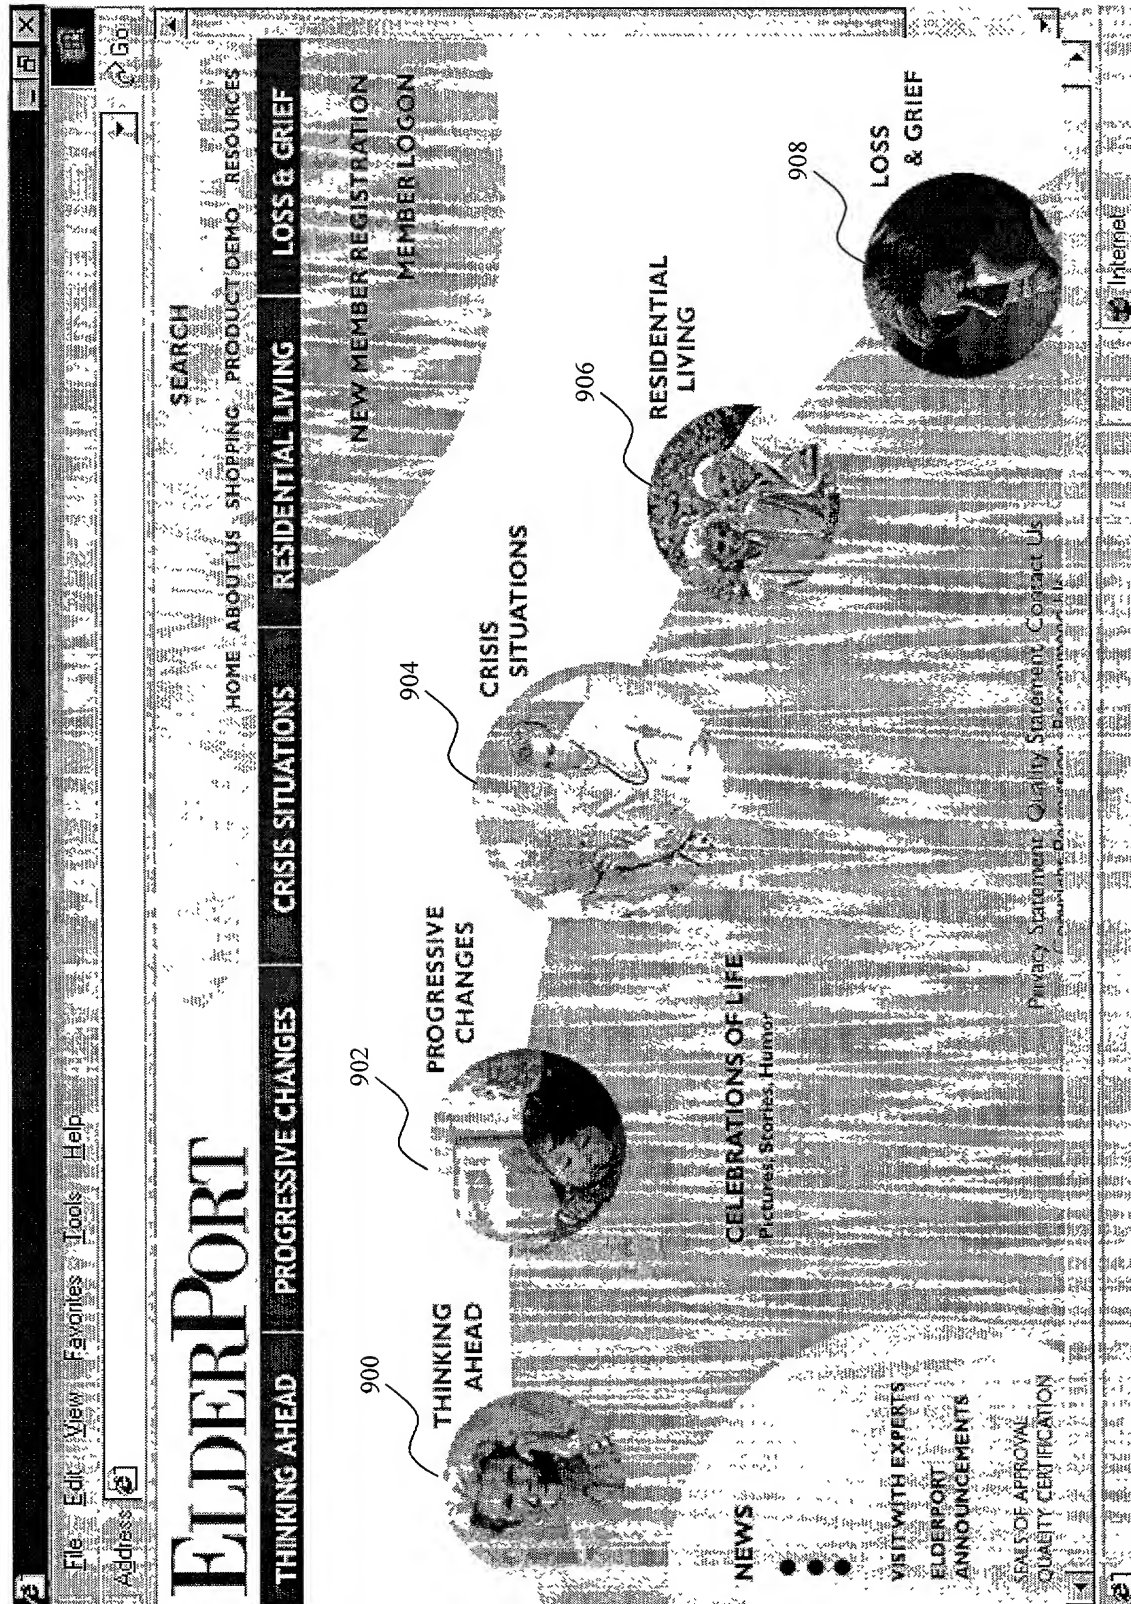 File Edit View Favorites Tools Help
Address
Go
SEARCH
ELDERPORT
HOME ABOUT US SHOPPING PRODUCT DEMO RESOURCES
THINKING AHEAD PROGRESSIVE CHANGES CRISIS SITUATIONS RESIDENTIAL LIVING LOSS & GRIEF
NEW MEMBER REGISTRATION
MEMBER LOGON
900
THINKING
AHEAD
902
PROGRESSIVE
CHANGES
904
CRISIS
SITUATIONS
906
RESIDENTIAL
LIVING
908
LOSS
& GRIEF
CELEBRATIONS OF LIFE
Pictures, Stories, Humor
NEWS
VISIT WITH EXPERTS
ELDERPORT
ANNOUNCEMENTS
SEALS OF APPROVAL
QUALITY CERTIFICATION
Privacy Statement Quality Statement Contact Us
Internet